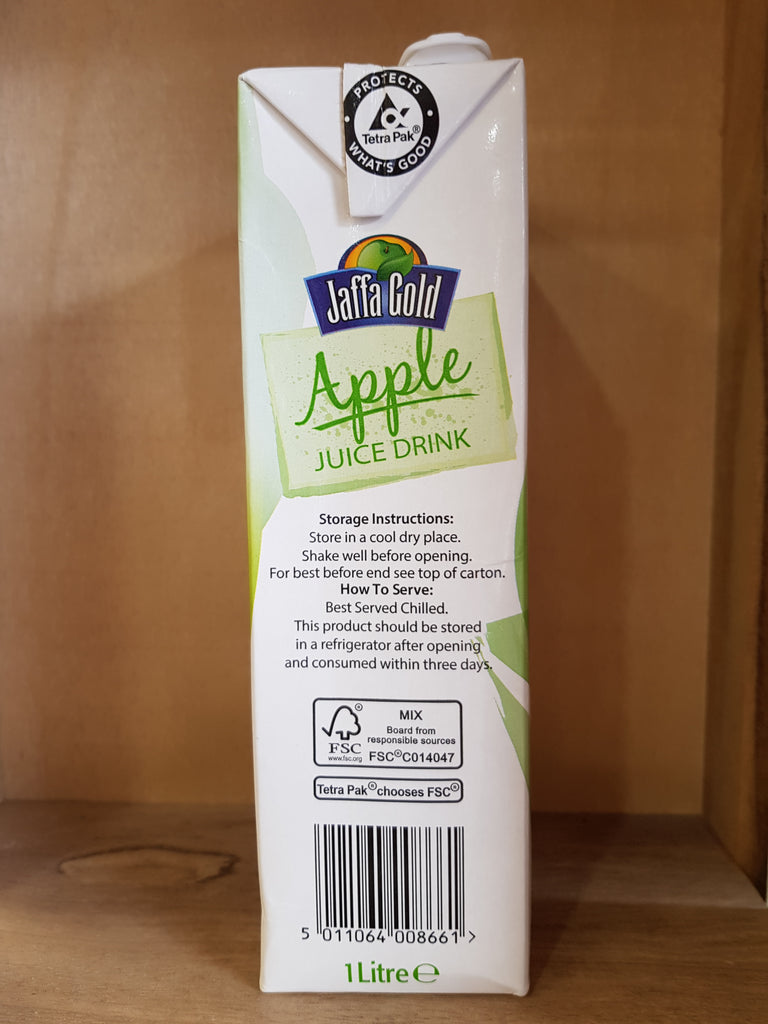 PROTECTS
Tetra Pak®
WHAT'S GOOD
Jaffa Gold
Apple
JUICE DRINK
Storage Instructions:
Store in a cool dry place.
Shake well before opening.
For best before end see top of carton.
How To Serve:
Best Served Chilled.
This product should be stored
in a refrigerator after opening
and consumed within three days.
MIX
Board from
responsible sources
FSC®C014047
®
FSC
www.fsc.org
Tetra Pak®chooses FSC®
5 011064 008661 >
1 Litre ℮